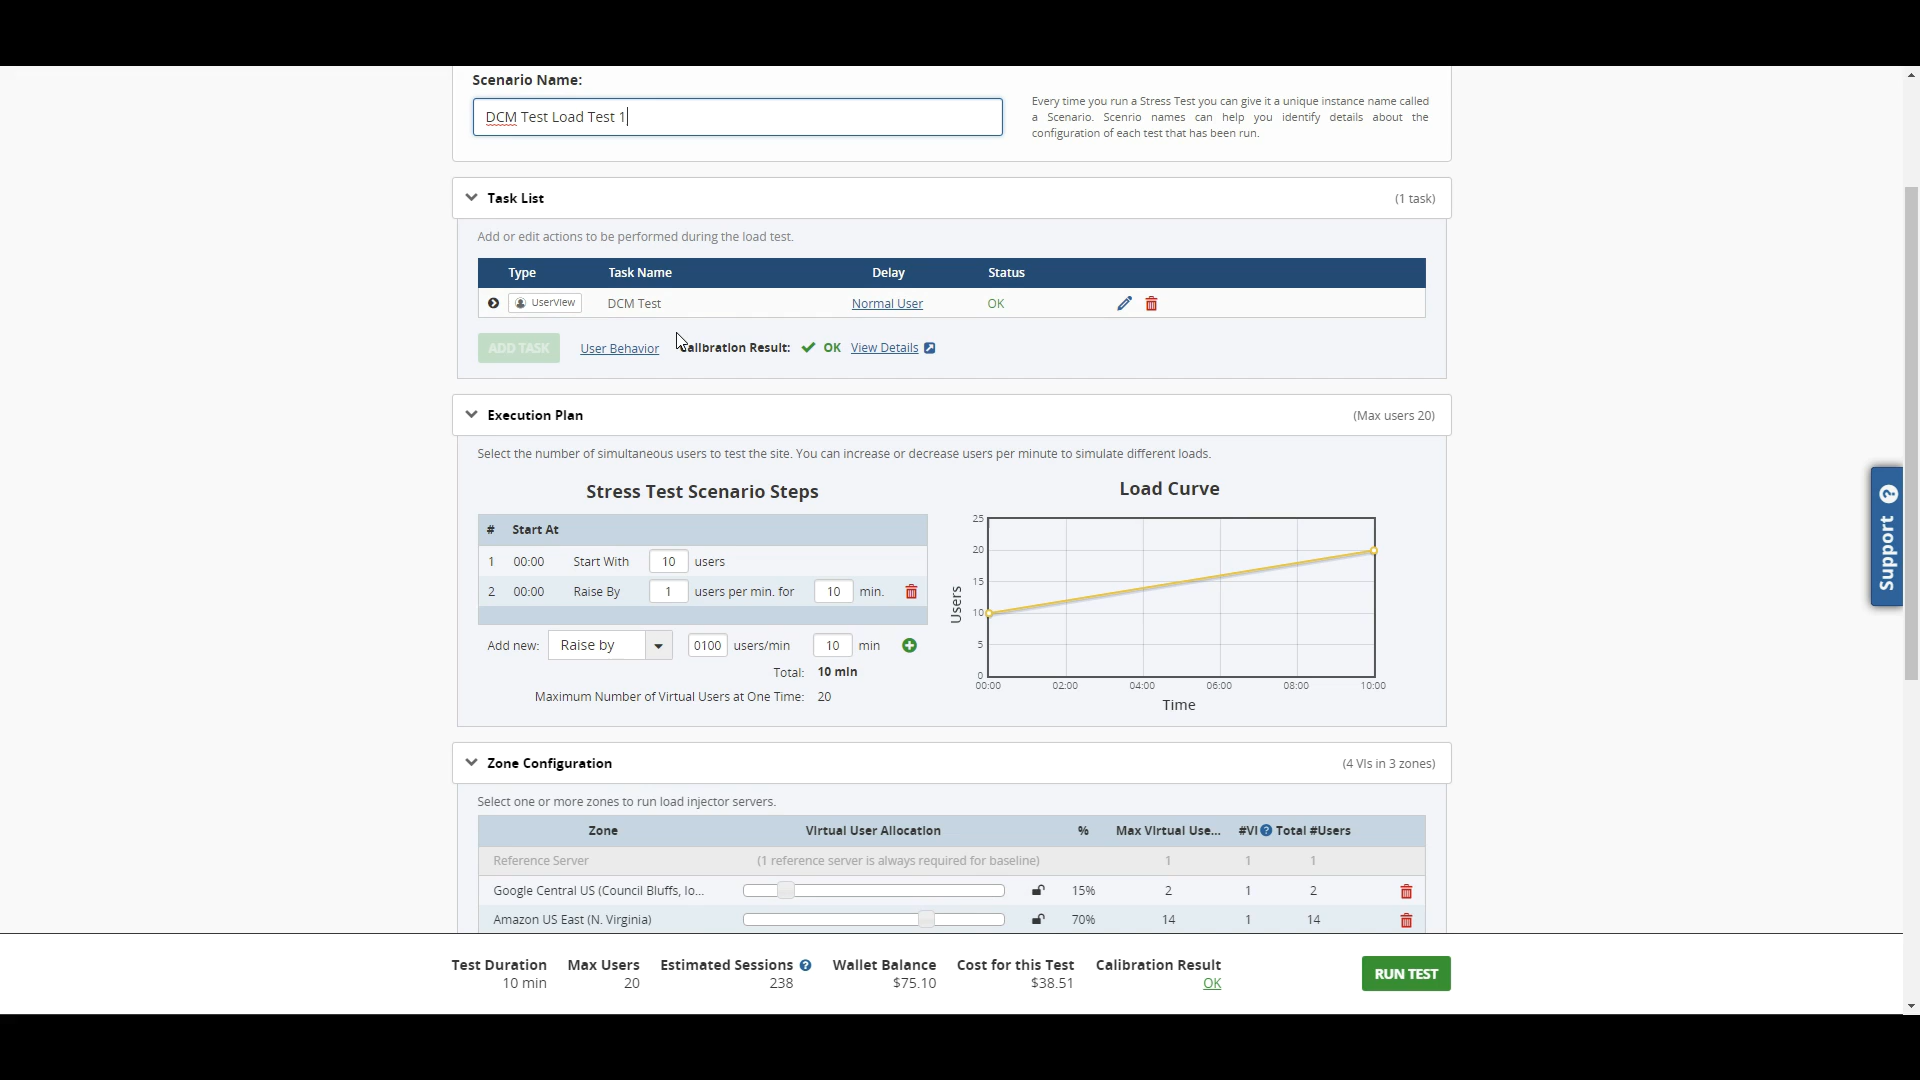 Scenario Name:
DCM Test Load Test 1
Every time you run a Stress Test you can give it a unique instance name called
a Scenario. Scenrio names can help you identify details about the
configuration of each test that has been run.
Task List (1 task)
Add or edit actions to be performed during the load test.
Type Task Name Delay Status
UserView DCM Test Normal User OK
ADD TASK User Behavior Calibration Result: OK View Details
Execution Plan (Max users 20)
Select the number of simultaneous users to test the site. You can increase or decrease users per minute to simulate different loads.
Stress Test Scenario Steps
# Start At
1 00:00 Start With 10 users
2 00:00 Raise By 1 users per min. for 10 min.
Add new: Raise by 0100 users/min 10 min
Total: 10 min
Maximum Number of Virtual Users at One Time: 20
Load Curve
Users
25
20
15
10
5
0
00:00 02:00 04:00 06:00 08:00 10:00
Time
Support ?
Zone Configuration (4 VIs in 3 zones)
Select one or more zones to run load injector servers.
Zone Virtual User Allocation % Max Virtual Use... #VI ? Total #Users
Reference Server (1 reference server is always required for baseline) 1 1 1
Google Central US (Council Bluffs, Io... 15% 2 1 2
Amazon US East (N. Virginia) 70% 14 1 14
Test Duration Max Users Estimated Sessions ? Wallet Balance Cost for this Test Calibration Result
10 min 20 238 $75.10 $38.51 OK
RUN TEST